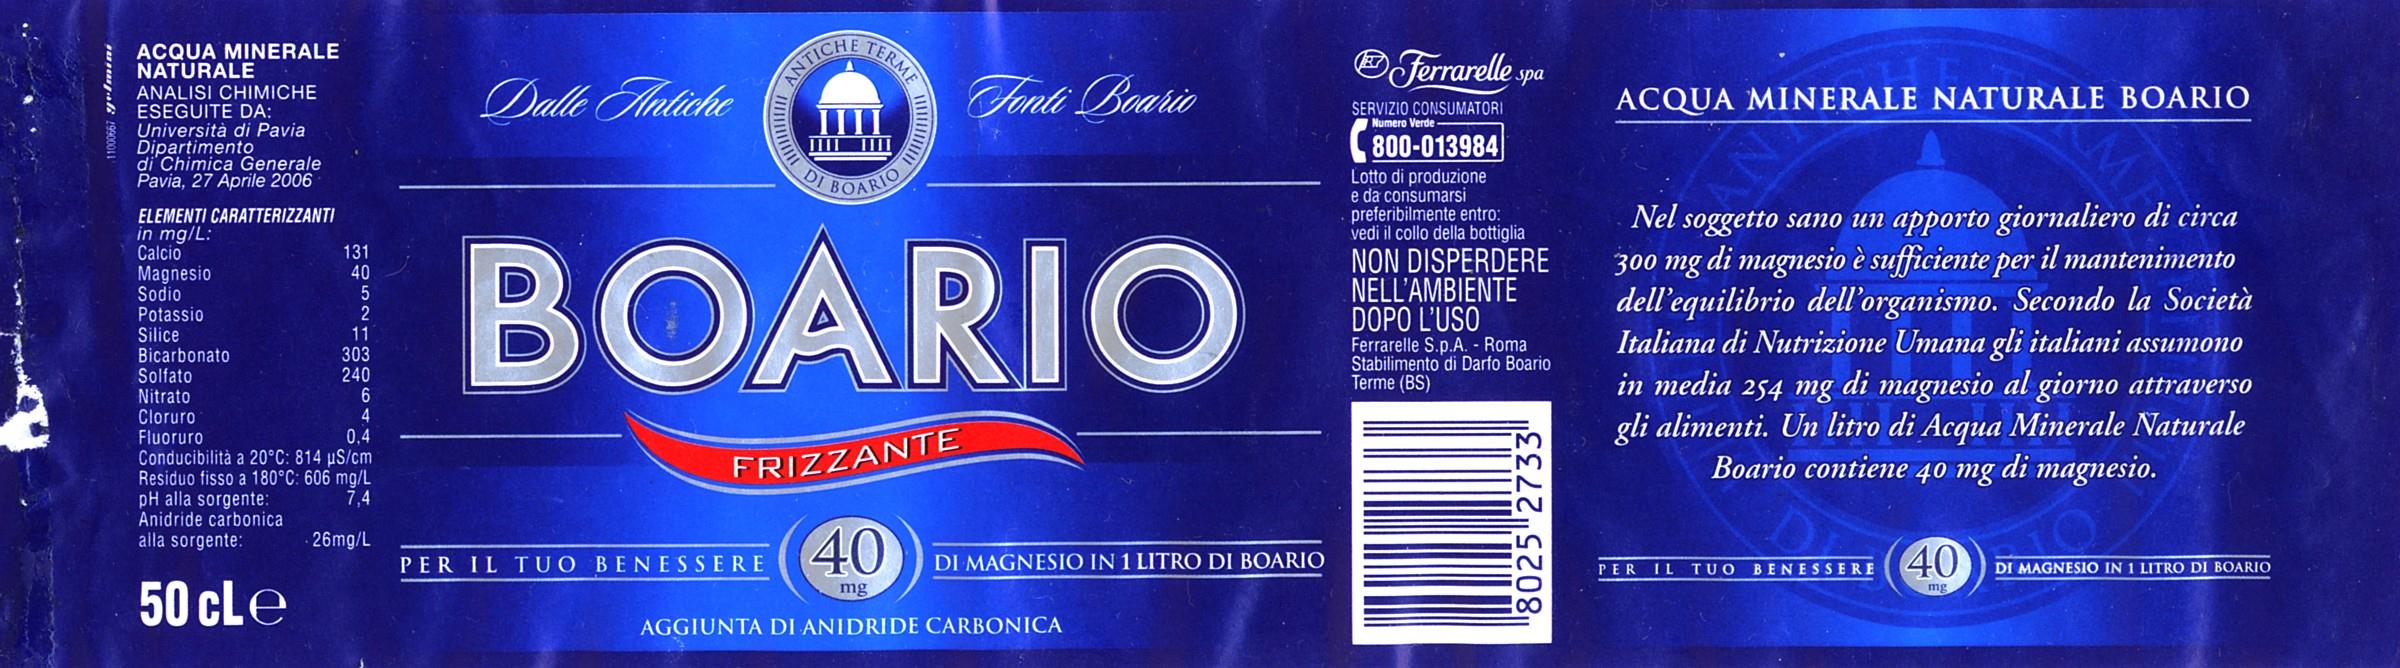 11000667 grimini
ACQUA MINERALE
NATURALE
ANALISI CHIMICHE
ESEGUITE DA:
Università di Pavia
Dipartimento
di Chimica Generale
Pavia, 27 Aprile 2006
ELEMENTI CARATTERIZZANTI
in mg/L:
Calcio 131
Magnesio 40
Sodio 5
Potassio 2
Silice 11
Bicarbonato 303
Solfato 240
Nitrato 6
Cloruro 4
Fluoruro 0,4
Conducibilità a 20°C: 814 µS/cm
Residuo fisso a 180°C: 606 mg/L
pH alla sorgente: 7,4
Anidride carbonica
alla sorgente: 26mg/L
50 cL e
Dalle Antiche Fonti Boario
ANTICHE TERME
DI BOARIO
BOARIO
FRIZZANTE
PER IL TUO BENESSERE 40 mg DI MAGNESIO IN 1 LITRO DI BOARIO
AGGIUNTA DI ANIDRIDE CARBONICA
Ferrarelle spa
SERVIZIO CONSUMATORI
Numero Verde
800-013984
Lotto di produzione
e da consumarsi
preferibilmente entro:
vedi il collo della bottiglia
NON DISPERDERE
NELL'AMBIENTE
DOPO L'USO
Ferrarelle S.p.A. - Roma
Stabilimento di Darfo Boario
Terme (BS)
80252733
ACQUA MINERALE NATURALE BOARIO
ANTICHE TERME
DI BOARIO
Nel soggetto sano un apporto giornaliero di circa
300 mg di magnesio è sufficiente per il mantenimento
dell'equilibrio dell'organismo. Secondo la Società
Italiana di Nutrizione Umana gli italiani assumono
in media 254 mg di magnesio al giorno attraverso
gli alimenti. Un litro di Acqua Minerale Naturale
Boario contiene 40 mg di magnesio.
PER IL TUO BENESSERE 40 mg DI MAGNESIO IN 1 LITRO DI BOARIO